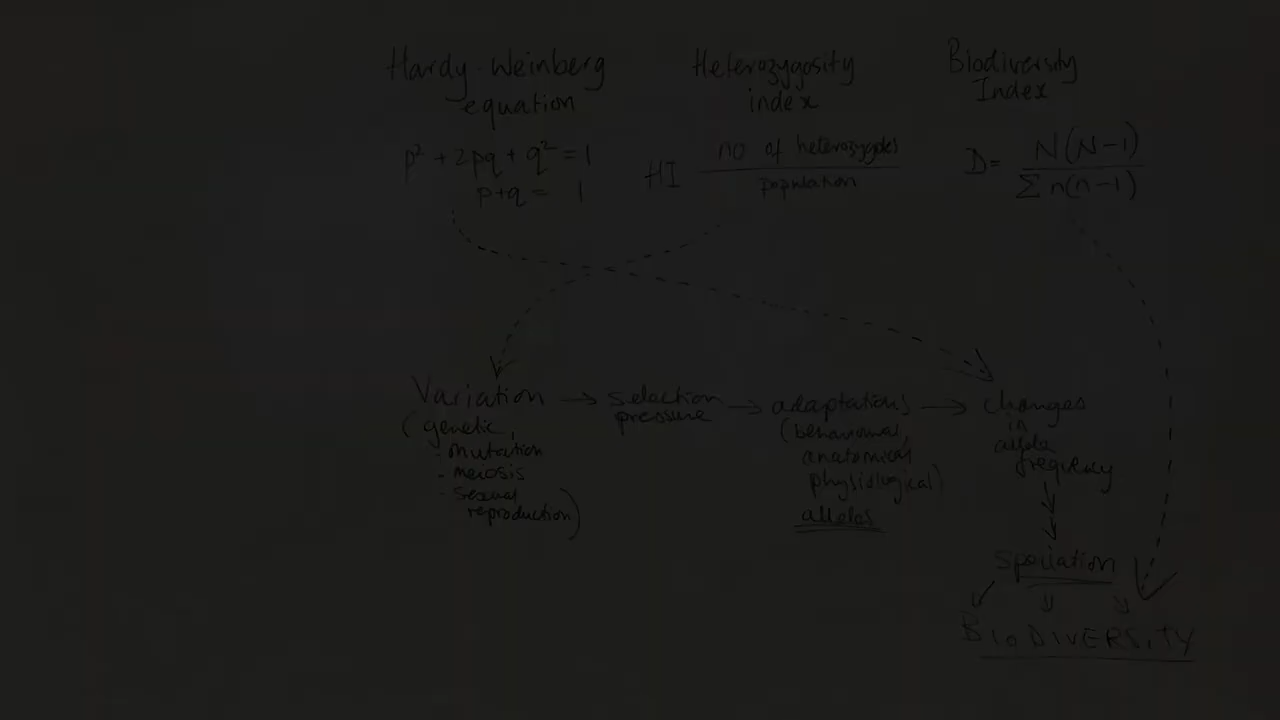 Hardy-Weinberg
equation
p² + 2pq + q² = 1
p+q = 1
Heterozygosity
index
HI no of heterozygotes
population
Biodiversity
Index
D = N(N-1)
Σ n(n-1)
Variation → selection pressure → adaptations → changes in allele frequency
(genetic,
- mutation
- meiosis
- sexual
reproduction)
(behavioural,
anatomical
physiological)
alleles
speciation
BIODIVERSITY